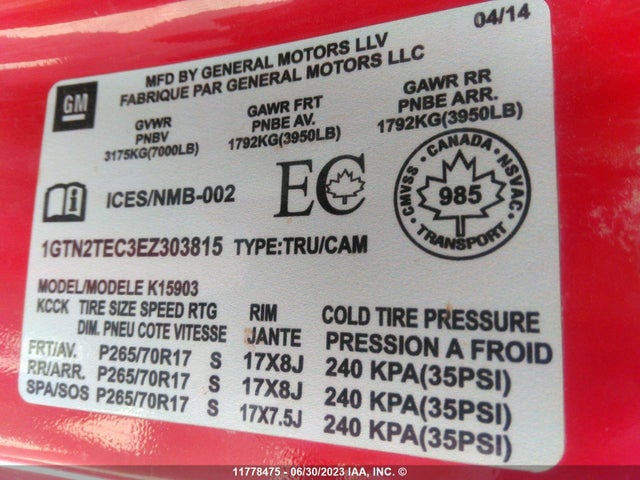 04/14
GM
MFD BY GENERAL MOTORS LLV
FABRIQUE PAR GENERAL MOTORS LLC
GVWR
PNBV
3175KG(7000LB)
GAWR FRT
PNBE AV.
1792KG(3950LB)
GAWR RR
PNBE ARR.
1792KG(3950LB)
i
ICES/NMB-002
EC
CMVSS • CANADA • NSVAC
985
• TRANSPORT •
1GTN2TEC3EZ303815 TYPE:TRU/CAM
MODEL/MODELE K15903
KCCK TIRE SIZE SPEED RTG RIM COLD TIRE PRESSURE
DIM. PNEU COTE VITESSE JANTE PRESSION A FROID
FRT/AV. P265/70R17 S 17X8J 240 KPA(35PSI)
RR/ARR. P265/70R17 S 17X8J 240 KPA(35PSI)
SPA/SOS P265/70R17 S 17X7.5J 240 KPA(35PSI)
11778475 - 06/30/2023 IAA, INC. ©